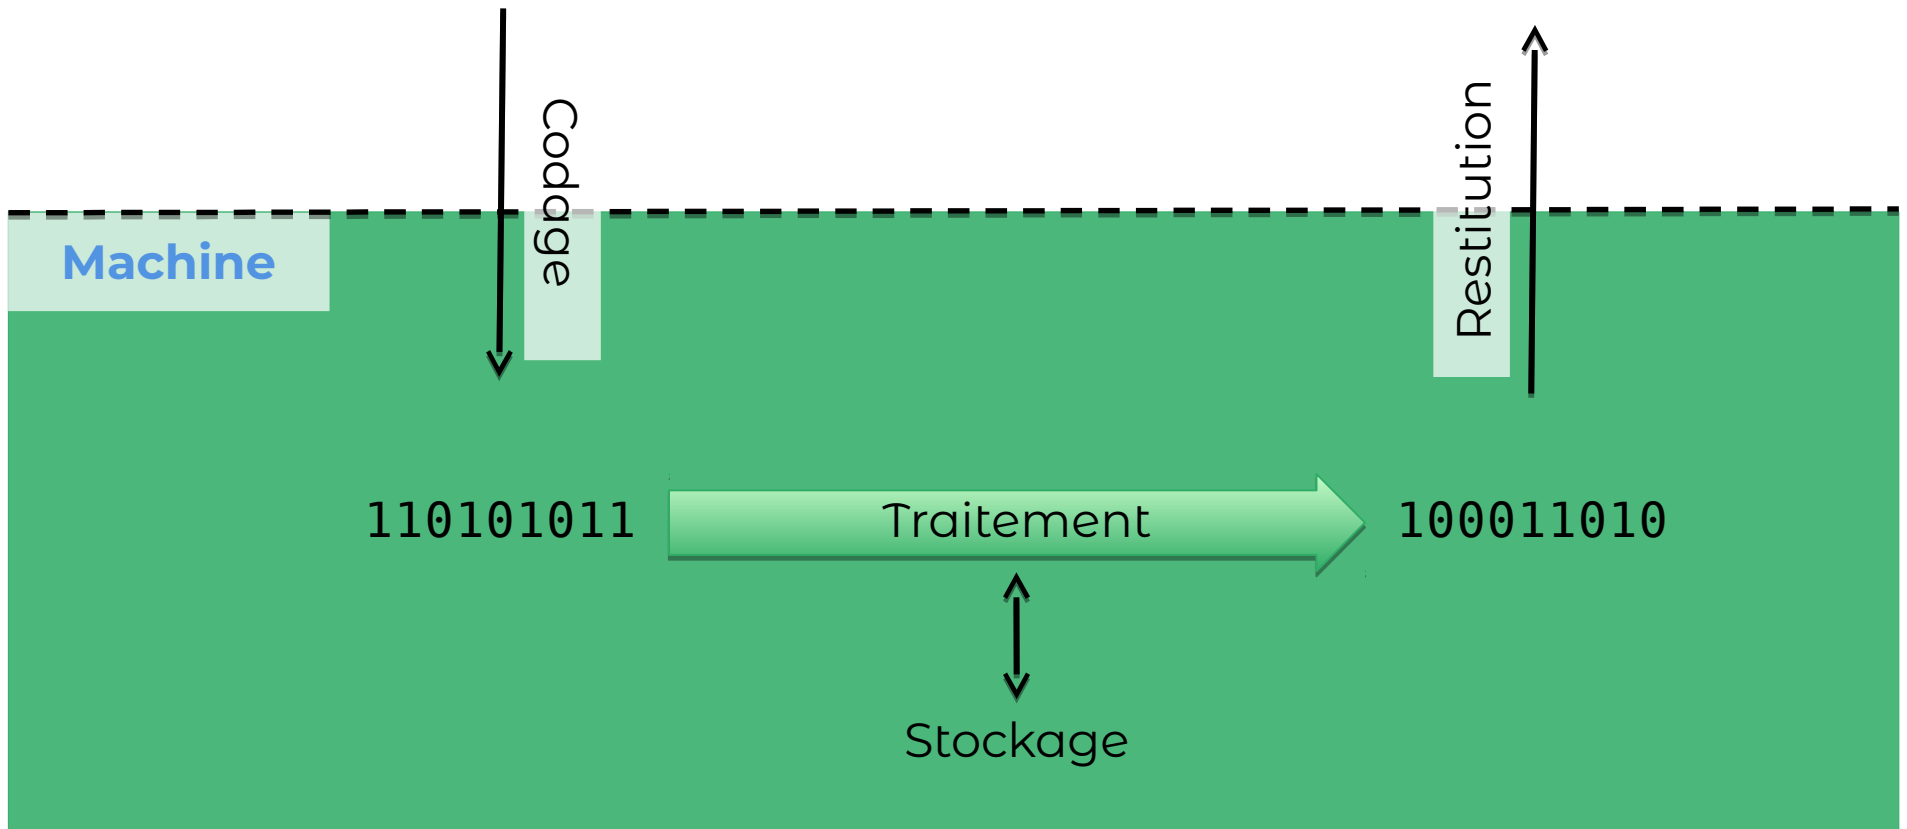 Codage
Restitution
Machine
110101011
Traitement
100011010
Stockage